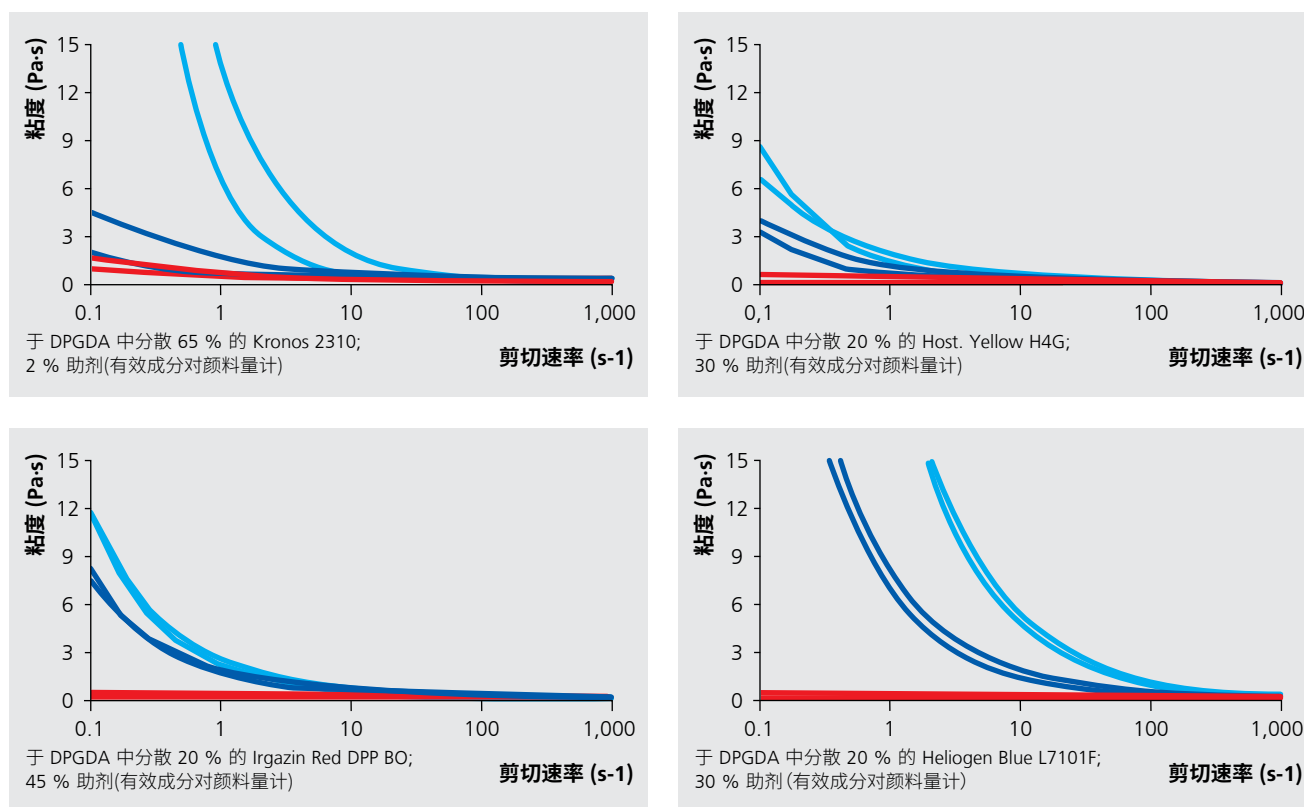 粘度 (Pa·s)
15
12
9
6
3
0
0.1
1
10
100
1,000
于 DPGDA 中分散 65 % 的 Kronos 2310;
2 % 助剂(有效成分对颜料量计)
剪切速率 (s-1)
粘度 (Pa·s)
15
12
9
6
3
0
0,1
1
10
100
1,000
于 DPGDA 中分散 20 % 的 Host. Yellow H4G;
30 % 助剂(有效成分对颜料量计)
剪切速率 (s-1)
粘度 (Pa·s)
15
12
9
6
3
0
0.1
1
10
100
1,000
于 DPGDA 中分散 20 % 的 Irgazin Red DPP BO;
45 % 助剂(有效成分对颜料量计)
剪切速率 (s-1)
粘度 (Pa·s)
15
12
9
6
3
0
0.1
1
10
100
1,000
于 DPGDA 中分散 20 % 的 Heliogen Blue L7101F;
30 % 助剂（有效成分对颜料量计）
剪切速率 (s-1)